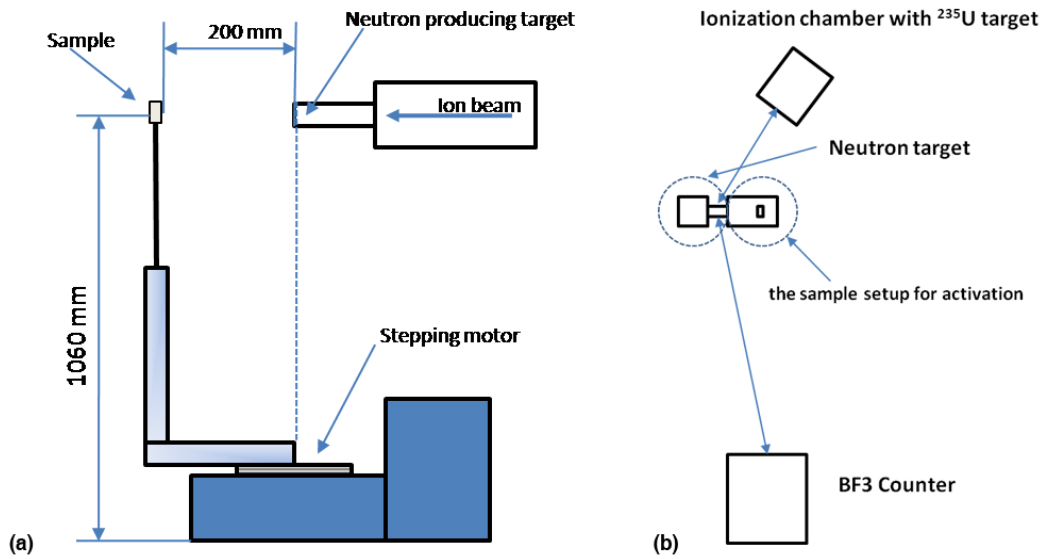 Neutron producing target
200 mm
Sample
Ion beam
1060 mm
Stepping motor
(a)
Ionization chamber with ²³⁵U target
Neutron target
the sample setup for activation
BF3 Counter
(b)